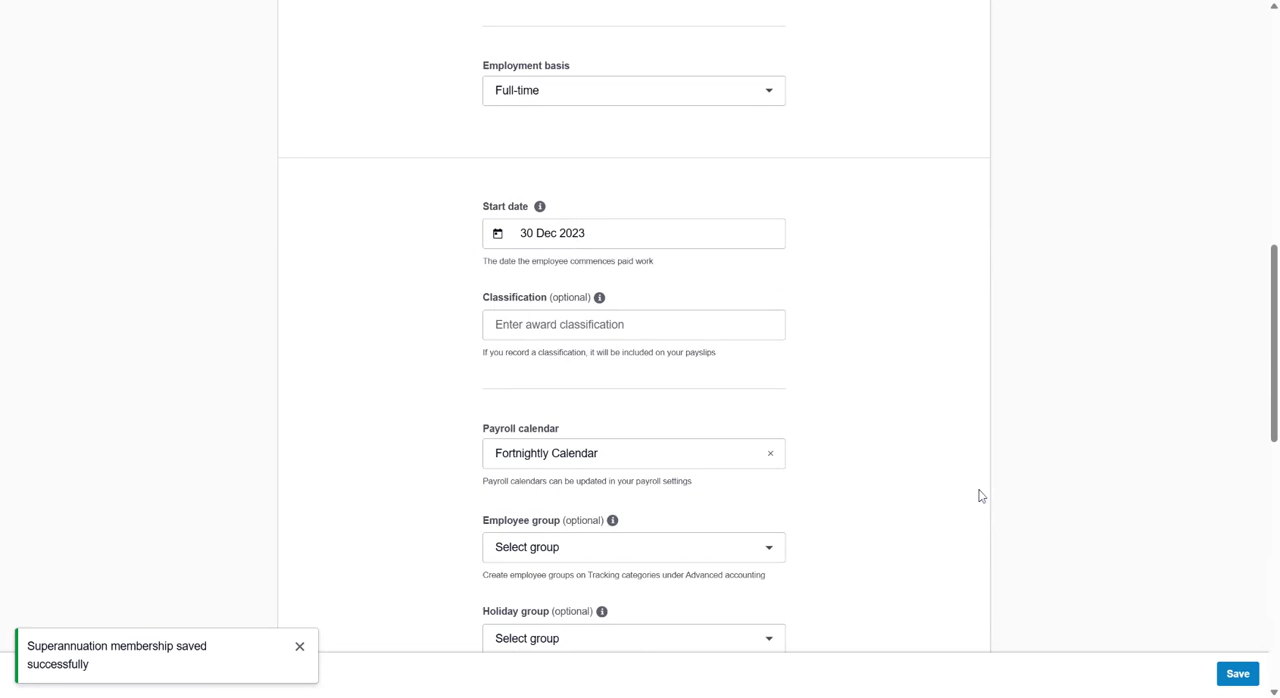 Employment basis
Full-time
Start date
30 Dec 2023
The date the employee commences paid work
Classification (optional)
Enter award classification
If you record a classification, it will be included on your payslips
Payroll calendar
Fortnightly Calendar
Payroll calendars can be updated in your payroll settings
Employee group (optional)
Select group
Create employee groups on Tracking categories under Advanced accounting
Holiday group (optional)
Select group
Superannuation membership saved
successfully
Save